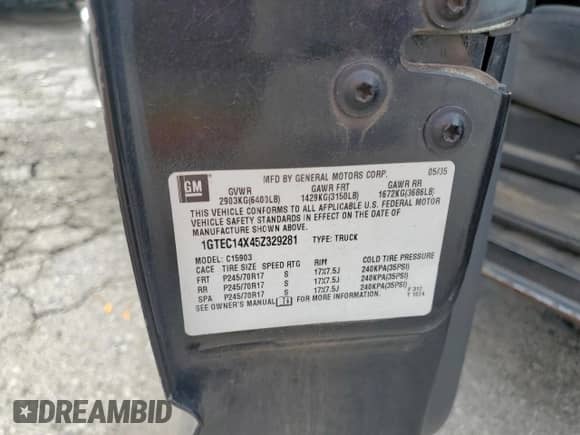 GM
MFD BY GENERAL MOTORS CORP.
05/05
GVWR
GAWR FRT
GAWR RR
2903KG(6400LB)
1429KG(3150LB)
1672KG(3686LB)
THIS VEHICLE CONFORMS TO ALL APPLICABLE U.S. FEDERAL MOTOR
VEHICLE SAFETY STANDARDS IN EFFECT ON THE DATE OF
MANUFACTURE SHOWN ABOVE.
1GTEC14X45Z329281
TYPE: TRUCK
MODEL: C15903
TIRE SIZE SPEED RTG RIM COLD TIRE PRESSURE
FRT P245/70R17 S 17X7.5J 240KPA(35PSI)
RR P245/70R17 S 17X7.5J 240KPA(35PSI)
SPA P245/70R17 S 17X7.5J 240KPA(35PSI)
SEE OWNER'S MANUAL FOR MORE INFORMATION.
DREAMBID